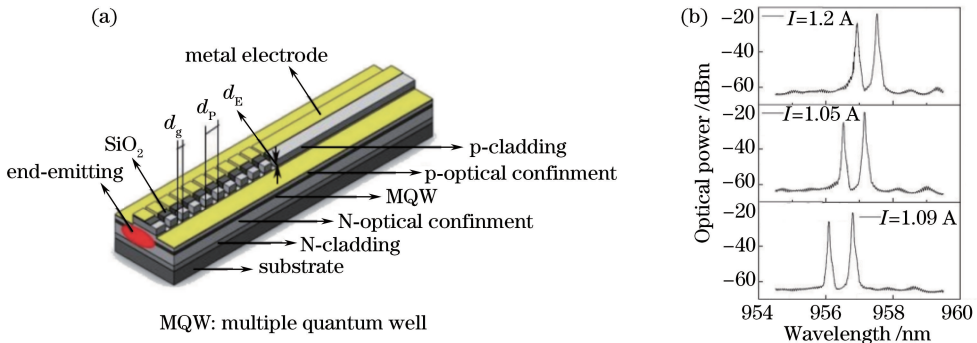 (a)
metal electrode
d_E
d_P
d_g
SiO2
end-emitting
p-cladding
p-optical confinment
MQW
N-optical confinment
N-cladding
substrate
MQW: multiple quantum well
(b)
Optical power /dBm
−20
−40
−60
I=1.2 A
−20
−40
−60
I=1.05 A
−20
−40
−60
I=1.09 A
954 956 958 960
Wavelength /nm